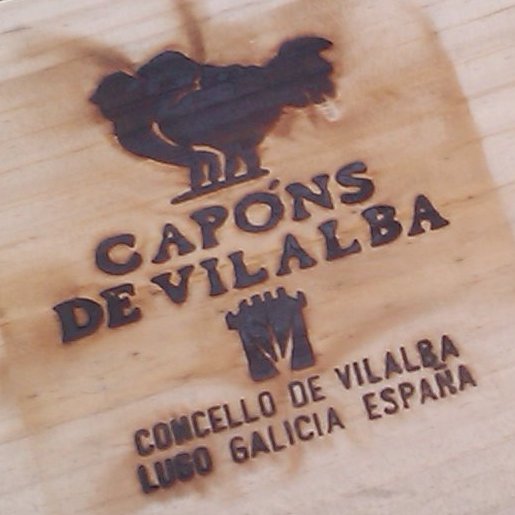 CAPÓNS
DE VILALBA
CONCELLO DE VILALBA
LUGO GALICIA ESPAÑA